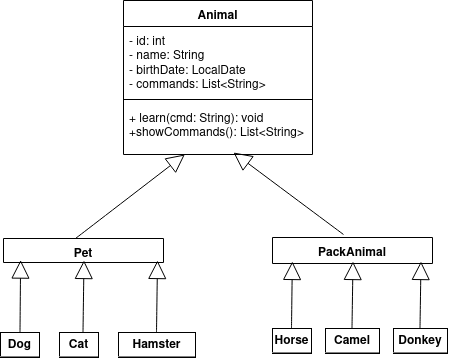 Animal
- id: int
- name: String
- birthDate: LocalDate
- commands: List<String>
+ learn(cmd: String): void
+showCommands(): List<String>
Pet
PackAnimal
Dog
Cat
Hamster
Horse
Camel
Donkey